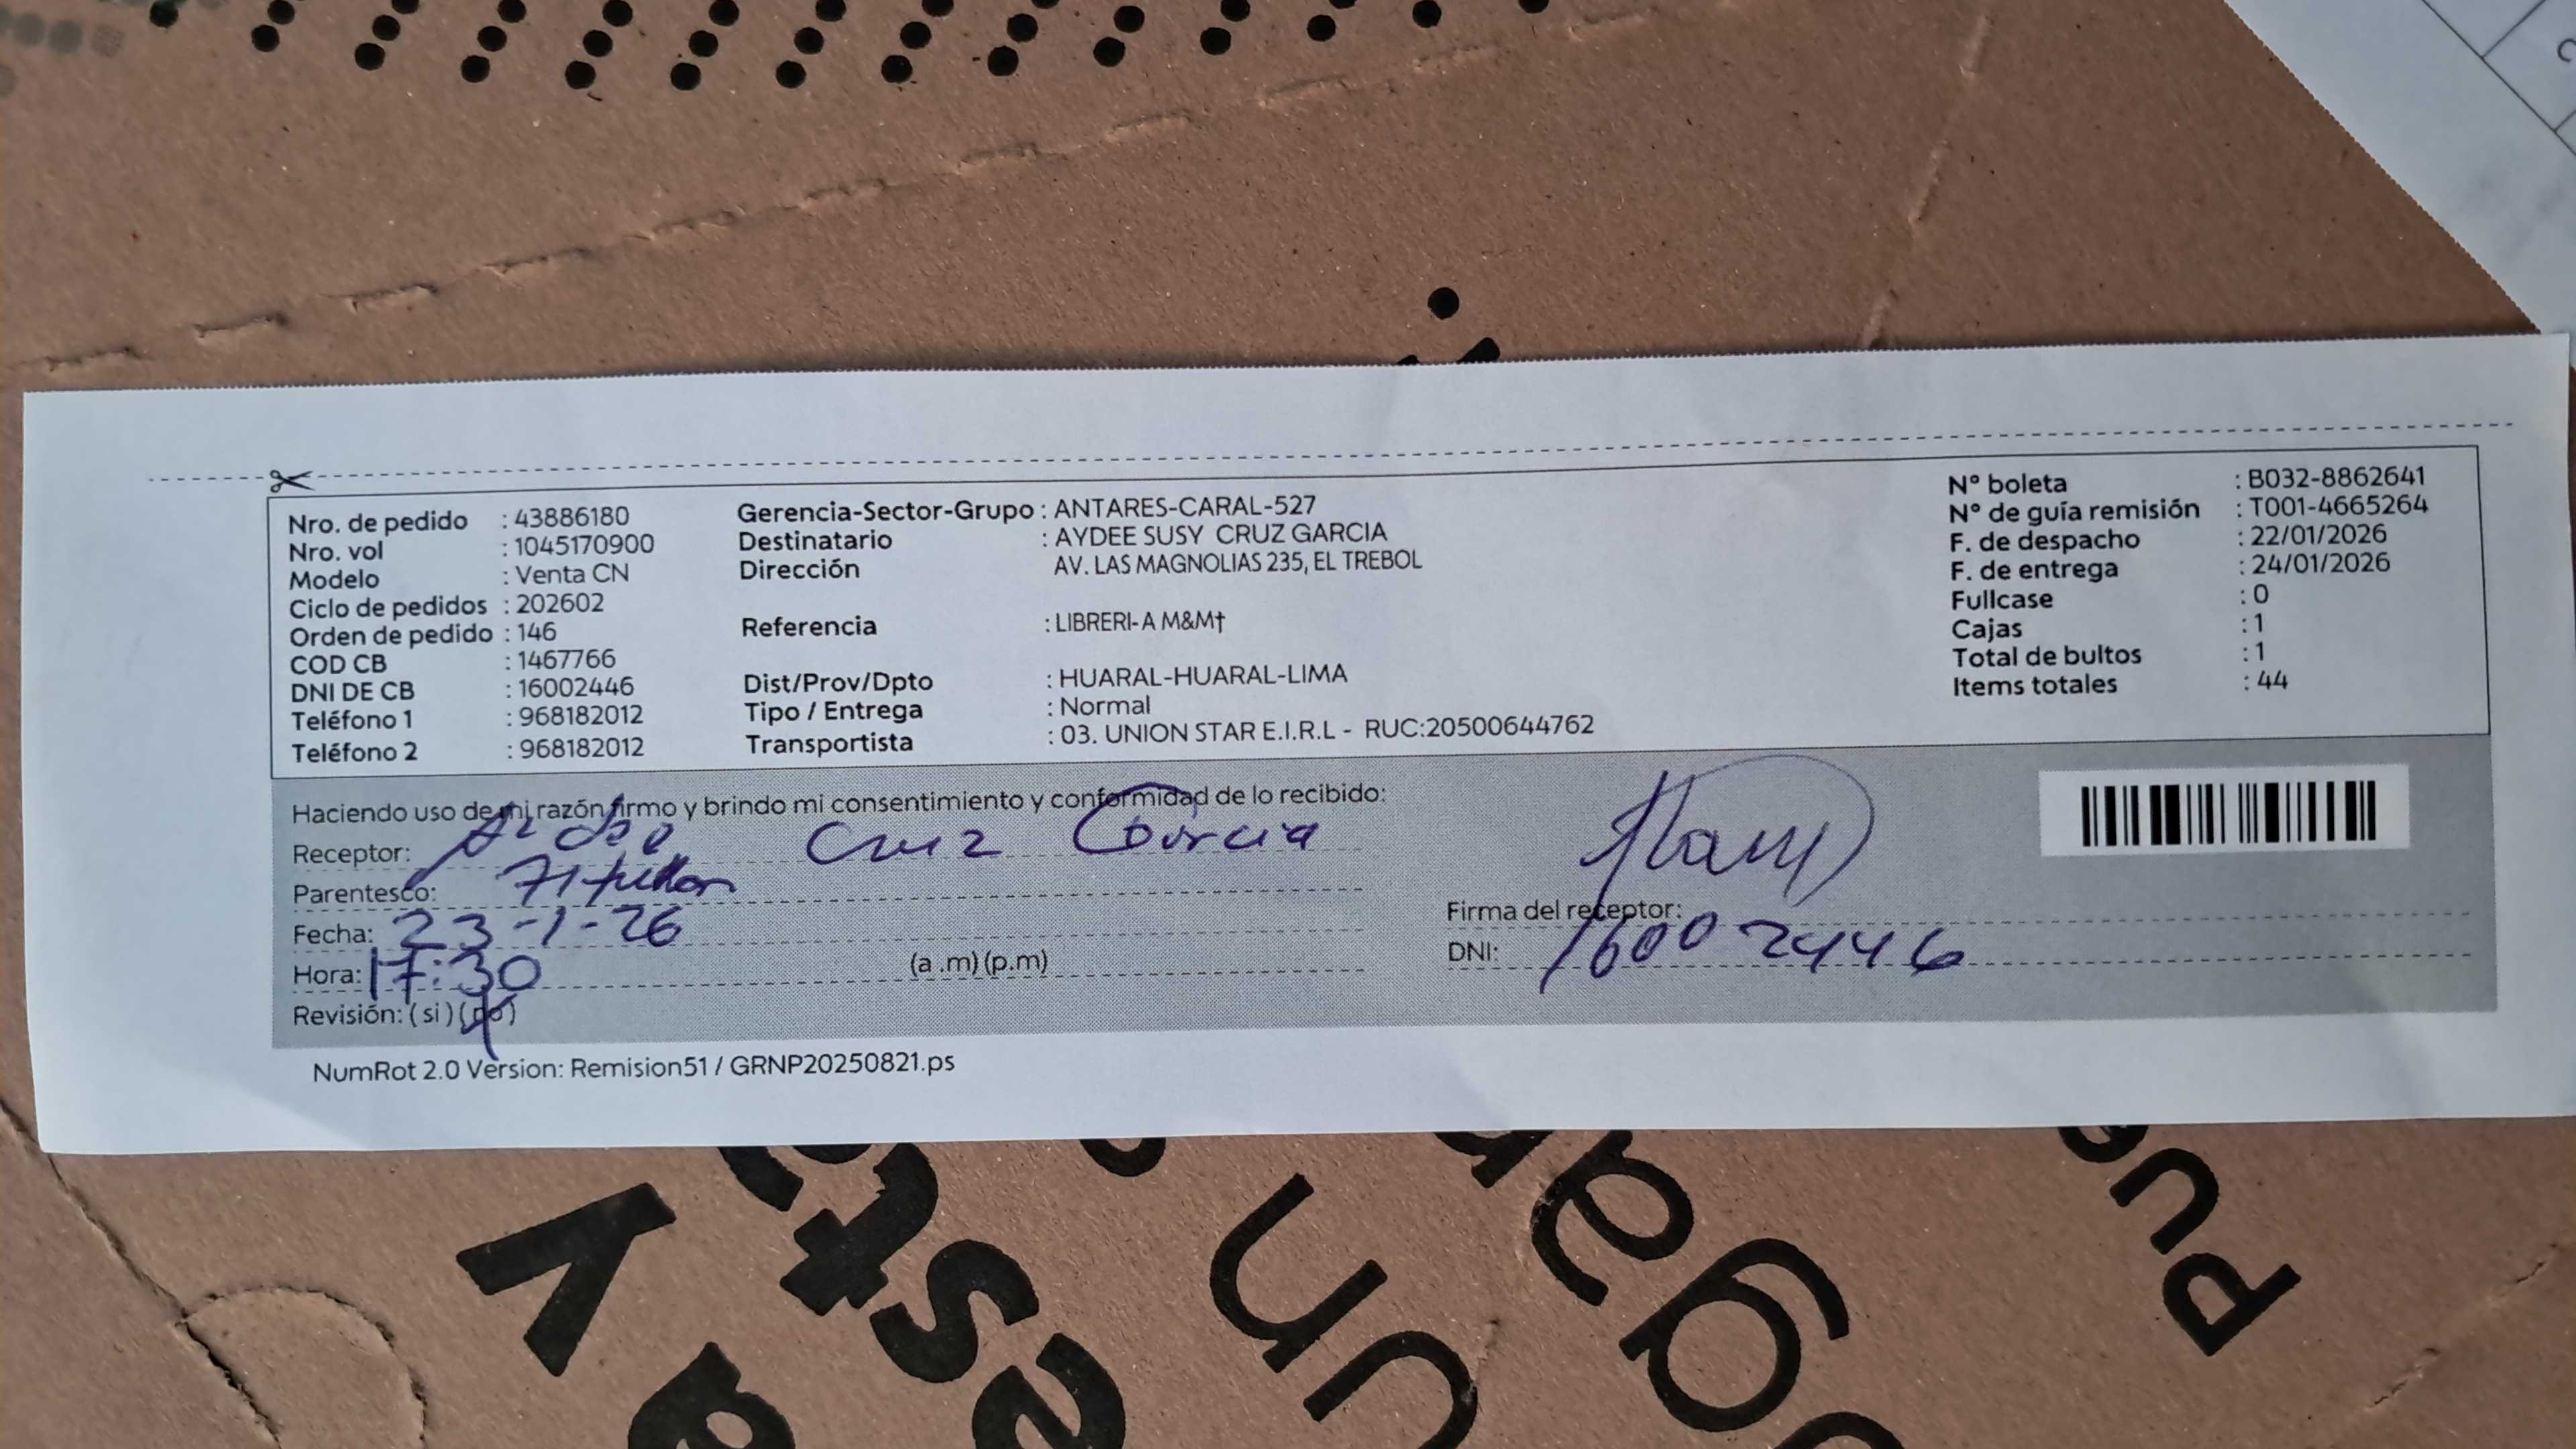 Nro. de pedido : 43886180
Nro. vol : 1045170900
Modelo : Venta CN
Ciclo de pedidos : 202602
Orden de pedido : 146
COD CB : 1467766
DNI DE CB : 16002446
Teléfono 1 : 968182012
Teléfono 2 : 968182012
Gerencia-Sector-Grupo : ANTARES-CARAL-527
Destinatario : AYDEE SUSY CRUZ GARCIA
Dirección AV. LAS MAGNOLIAS 235, EL TREBOL
Referencia : LIBRERI-A M&M†
Dist/Prov/Dpto : HUARAL-HUARAL-LIMA
Tipo / Entrega : Normal
Transportista : 03. UNION STAR E.I.R.L - RUC:20500644762
N° boleta : B032-8862641
N° de guía remisión : T001-4665264
F. de despacho : 22/01/2026
F. de entrega : 24/01/2026
Fullcase : 0
Cajas : 1
Total de bultos : 1
Items totales : 44
Haciendo uso de mi razón firmo y brindo mi consentimiento y conformidad de lo recibido:
Receptor: Cruz Garcia
Parentesco:
Fecha: 23-1-26
Hora: 17:30 (a .m) (p.m)
Revisión: (si) (no)
Firma del receptor:
DNI: 16002446
NumRot 2.0 Version: Remision51 / GRNP20250821.ps